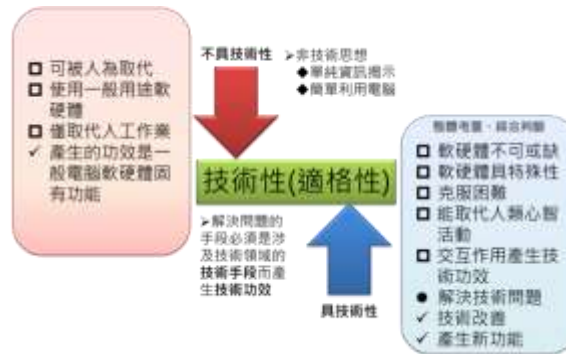 不具技術性
➢非技術思想
◆單純資訊揭示
◆簡單利用電腦
□ 可被人為取代
□ 使用一般用途軟
硬體
□ 僅取代人工作業
✓ 產生的功效是一
般電腦軟硬體固
有功能
技術性(適格性)
➢解決問題的
手段必須是涉
及技術領域的
技術手段而產
生技術功效
具技術性
整體考量、綜合判斷
□ 軟硬體不可或缺
□ 軟硬體具特殊性
□ 克服困難
□ 能取代人類心智
活動
□ 交互作用產生技
術功效
● 解決技術問題
✓ 技術改善
✓ 產生新功能